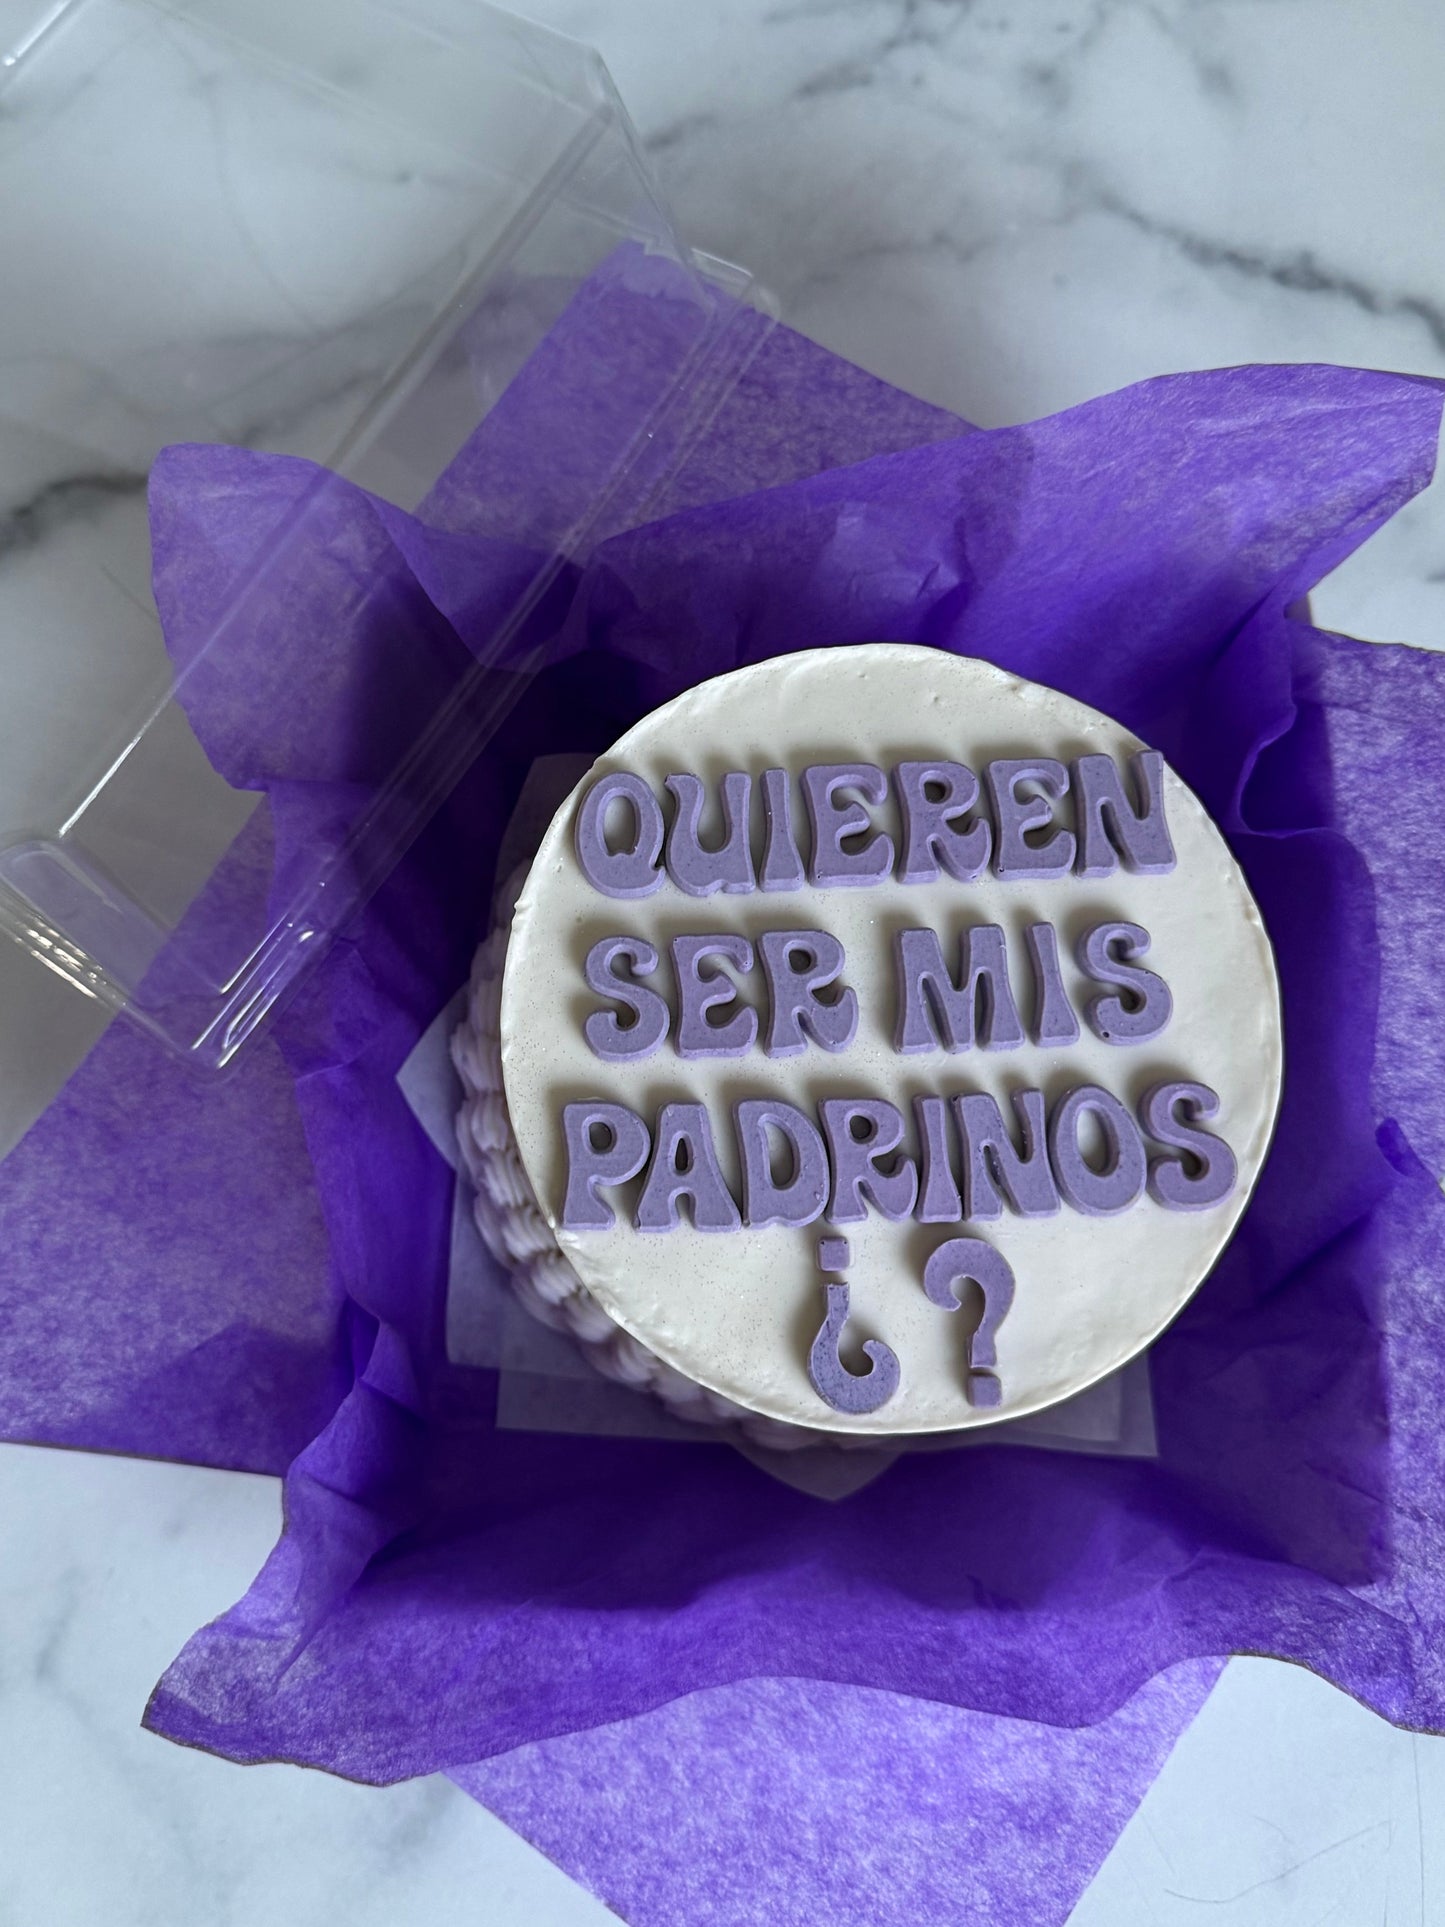 QUIEREN
SER MIS
PADRINOS
¿?